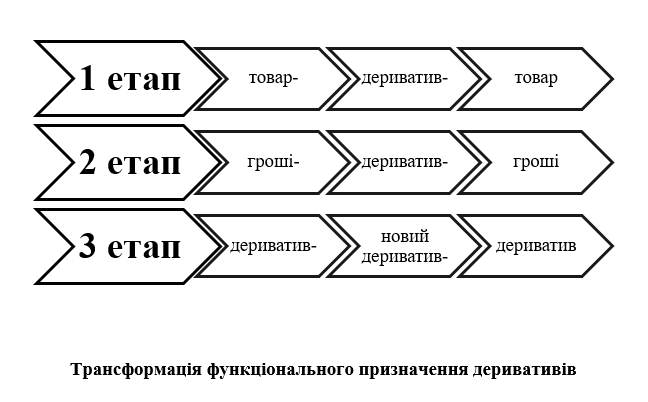 1 етап
товар-
дериватив-
товар
2 етап
гроші-
дериватив-
гроші
3 етап
дериватив-
новий
дериватив-
дериватив
Трансформація функціонального призначення деривативів